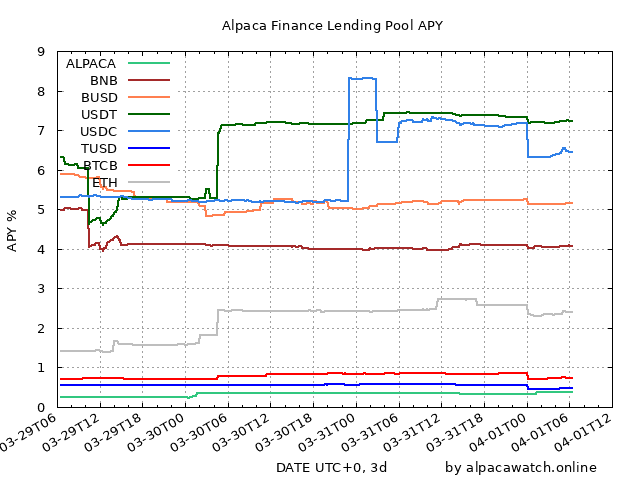 Alpaca Finance Lending Pool APY
9
8
7
6
5
4
3
2
1
0
APY %
ALPACA
BNB
BUSD
USDT
USDC
TUSD
BTCB
ETH
03-29T06
03-29T12
03-29T18
03-30T00
03-30T06
03-30T12
03-30T18
03-31T00
03-31T06
03-31T12
03-31T18
04-01T00
04-01T06
04-01T12
DATE UTC+0, 3d
by alpacawatch.online